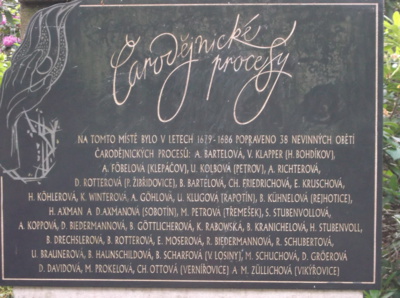 Čarodějnické
procesy
NA TOMTO MÍSTĚ BYLO V LETECH 1679-1686 POPRAVENO 38 NEVINNÝCH OBĚTÍ
ČARODĚJNICKÝCH PROCESŮ: A. BARTELOVÁ, V. KLAPPER (H. BOHDÍKOV),
A. FÖBELOVÁ (KLEPÁČOV), U. KOLBOVÁ (PETROV), A. RICHTEROVÁ,
D. ROTTEROVÁ (P. ŽIBŘIDOVICE), B. BARTELOVÁ, CH. FRIEDRICHOVÁ, E. KRUSCHOVÁ,
H. KÖHLEROVÁ, K. WINTEROVÁ, A. GÖHLOVÁ, U. KLUGOVÁ (RAPOTÍN), B. KÜHNELOVÁ (REJHOTICE),
H. AXMAN A D. AXMANOVÁ (SOBOTÍN), M. PETROVÁ (TŘEMEŠEK), S. STUBENVOLLOVÁ,
A. KOPPOVÁ, D. BIEDERMANNOVÁ, B. GÖTTLICHEROVÁ, K. RABOWSKÁ, B. KRANICHELOVÁ, H. STUBENVOLL,
B. DRECHSLEROVÁ, B. ROTTEROVÁ, E. MOSEROVÁ, R. BIEDERMANNOVÁ, R. SCHUBERTOVÁ,
U. BRAUNEROVÁ, B. HAUNSCHILDOVÁ, B. SCHARFOVÁ (V LOSINY), M. SCHUCHOVÁ, D. GRÖEROVÁ
D. DAVIDOVÁ, M. PROKELOVÁ, CH. OTTOVÁ (VERNÍŘOVICE) A M. ZÜLLICHOVÁ (VIKÝŘOVICE)